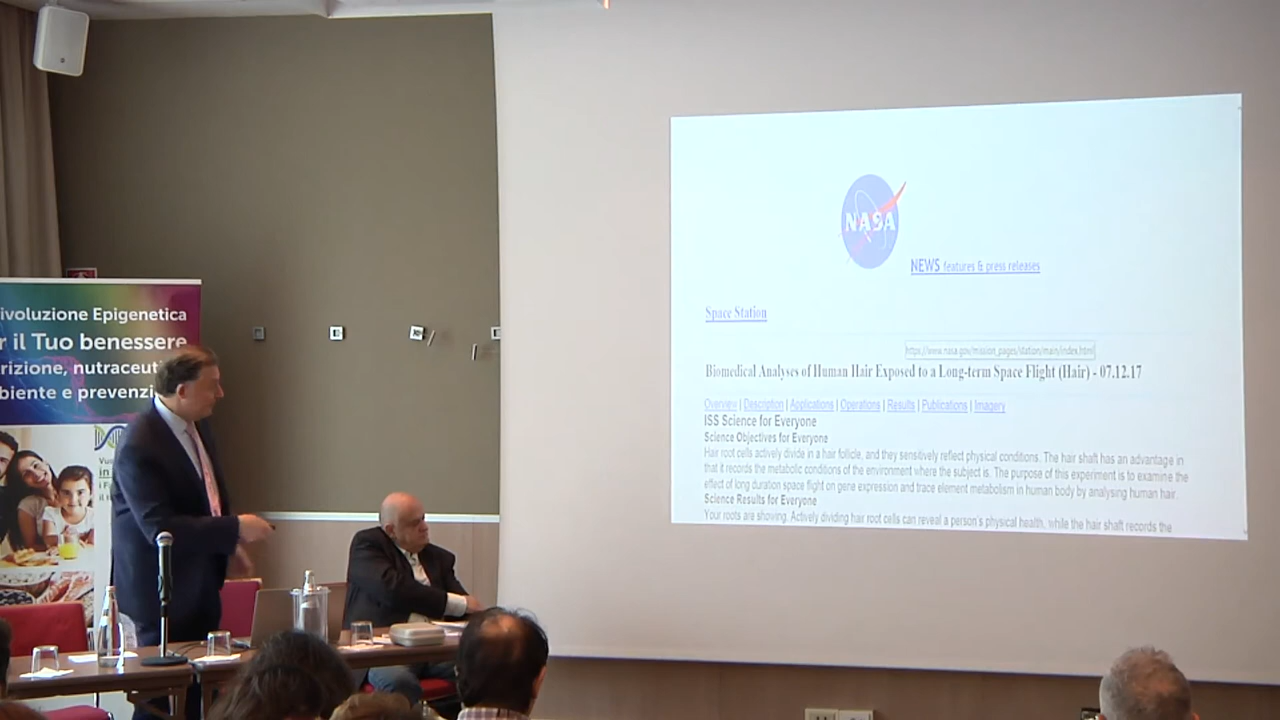 ivoluzione Epigenetica
r il Tuo benessere
rizione, nutraceuti
biente e prevenzi
Vuo
in
i F
il t
NASA
NEWS features & press releases
Space Station
https://www.nasa.gov/mission_pages/station/main/index.html
Biomedical Analyses of Human Hair Exposed to a Long-term Space Flight (Hair) - 07.12.17
Overview | Description | Applications | Operations | Results | Publications | Imagery
ISS Science for Everyone
Science Objectives for Everyone
Hair root cells actively divide in a hair follicle, and they sensitively reflect physical conditions. The hair shaft has an advantage in
that it records the metabolic conditions of the environment where the subject is. The purpose of this experiment is to examine the
effect of long duration space flight on gene expression and trace element metabolism in human body by analysing human hair.
Science Results for Everyone
Your roots are showing. Actively dividing hair root cells can reveal a person's physical health, while the hair shaft records the